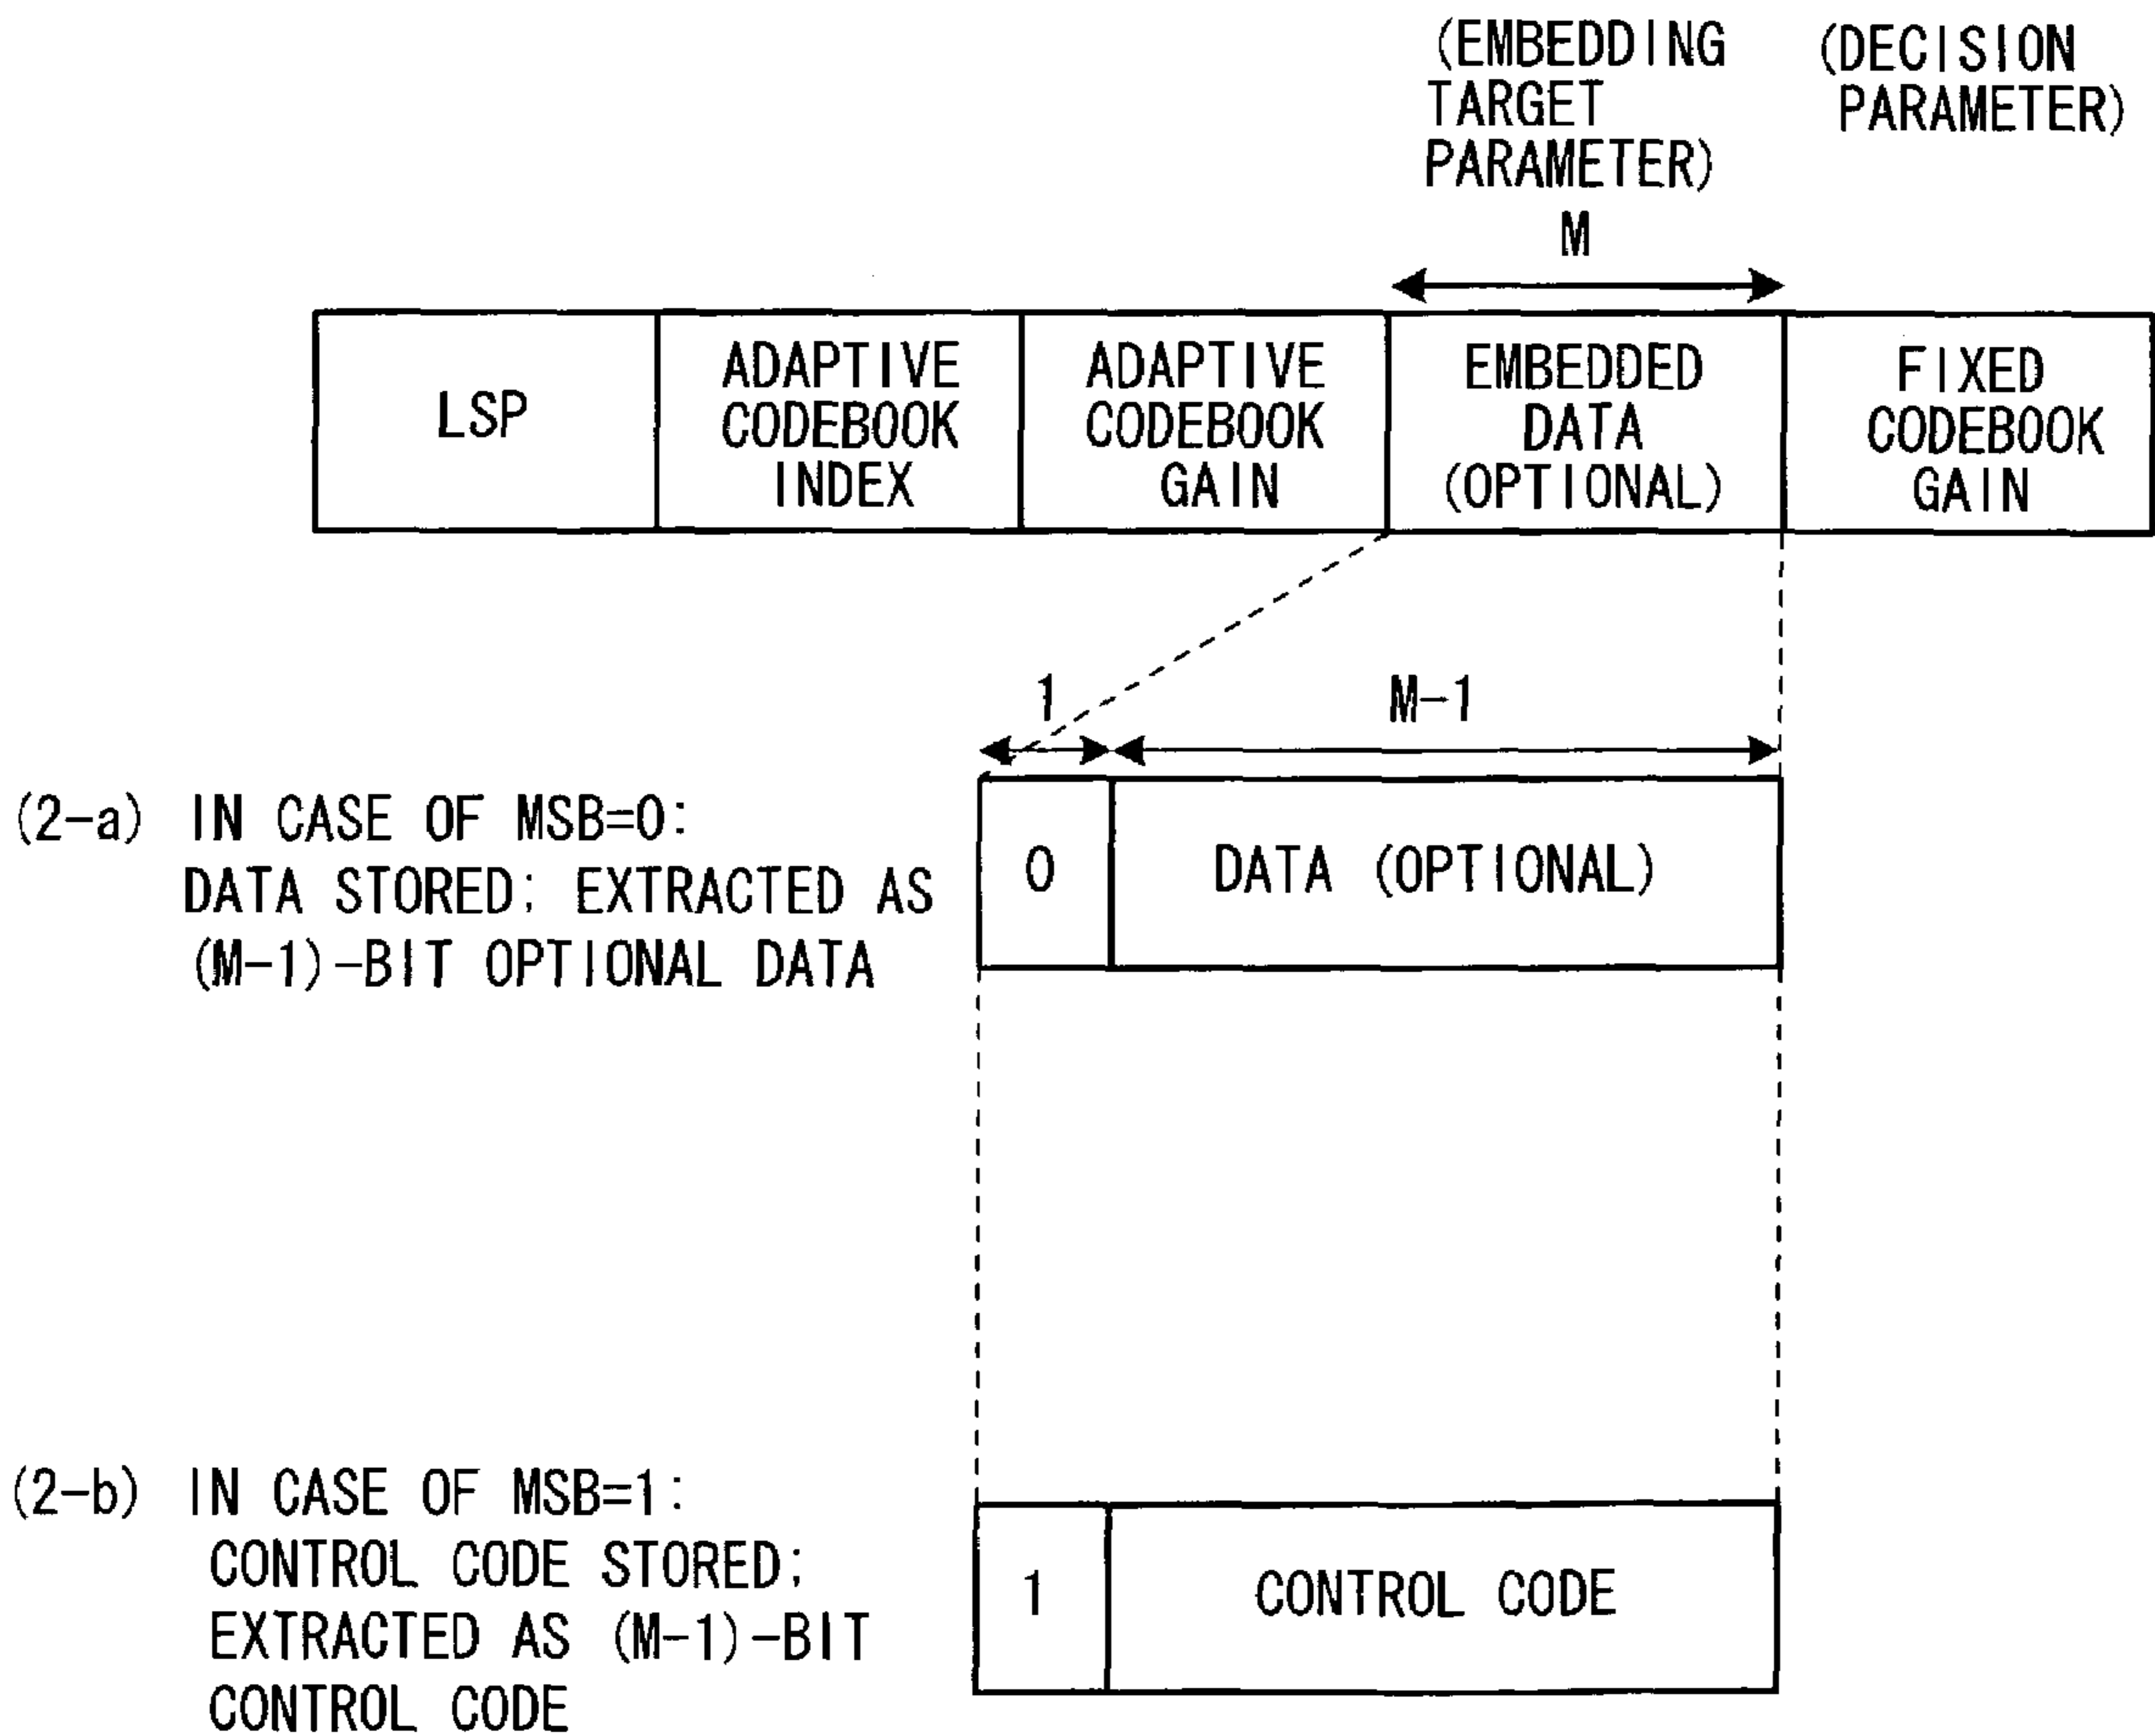 (EMBEDDING
TARGET
PARAMETER)
(DECISION
PARAMETER)
M
LSP
ADAPTIVE
CODEBOOK
INDEX
ADAPTIVE
CODEBOOK
GAIN
EMBEDDED
DATA
(OPTIONAL)
FIXED
CODEBOOK
GAIN
1
M-1
(2-a) IN CASE OF MSB=0:
DATA STORED; EXTRACTED AS
(M-1)-BIT OPTIONAL DATA
0
DATA (OPTIONAL)
(2-b) IN CASE OF MSB=1:
CONTROL CODE STORED;
EXTRACTED AS (M-1)-BIT
CONTROL CODE
1
CONTROL CODE